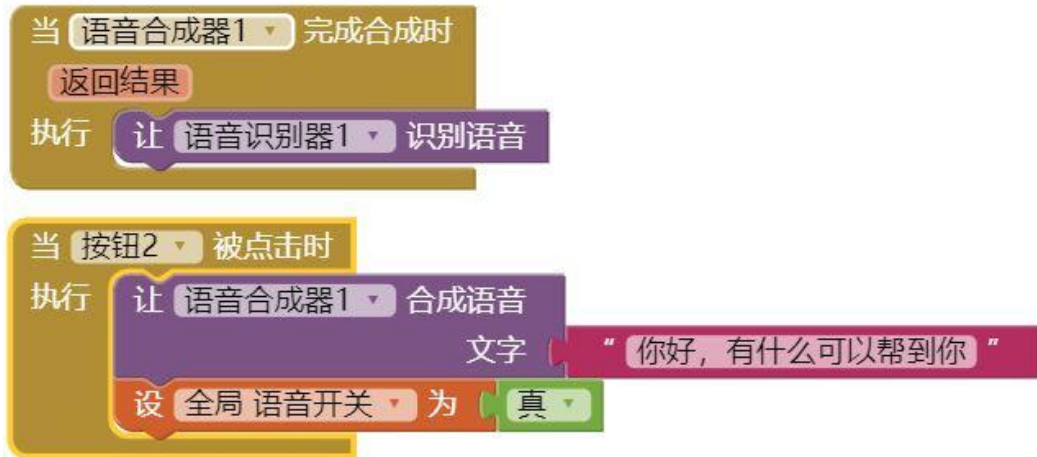 当 语音合成器1 完成合成时
返回结果
执行 让 语音识别器1 识别语音
当 按钮2 被点击时
执行 让 语音合成器1 合成语音
文字 "你好，有什么可以帮到你"
设 全局 语音开关 为 真